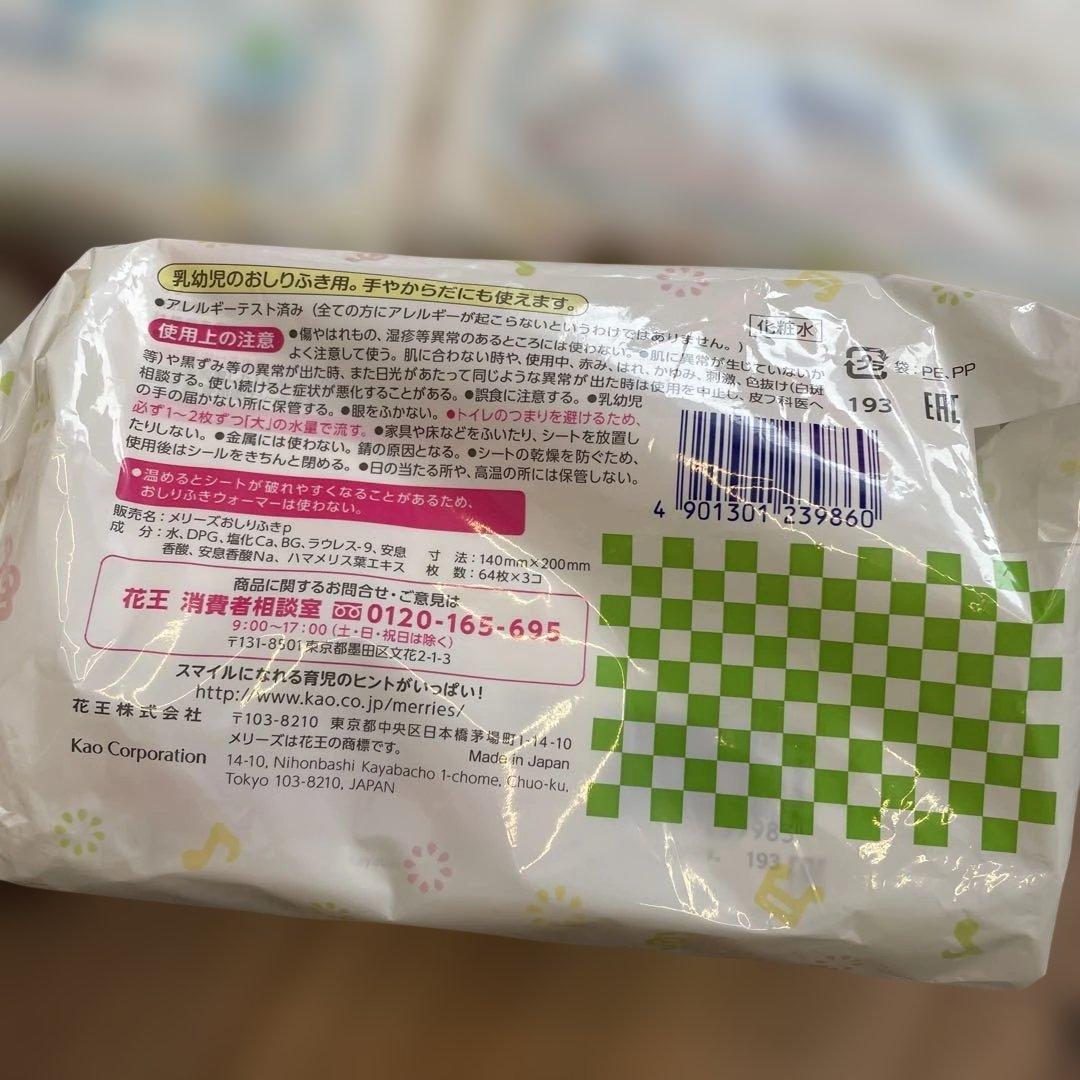 乳幼児のおしりふき用。手やからだにも使えます。
●アレルギーテスト済み(全ての方にアレルギーが起こらないというわけではありません。)
化粧水
使用上の注意
●傷やはれもの、湿疹等異常のあるところには使わない。●肌に異常が生じていないか
よく注意して使う。肌に合わない時や、使用中、赤み、はれ、かゆみ、刺激、色抜け(白斑
等)や黒ずみ等の異常が出た時、また日光があたって同じような異常が出た時は使用を中止し、皮フ科医へ
相談する。使い続けると症状が悪化することがある。●誤食に注意する。●乳幼児
の手の届かない所に保管する。●眼をふかない。●トイレのつまりを避けるため、
必ず1~2枚ずつ「大」の水量で流す。●家具や床などをふいたり、シートを放置し
たりしない。●金属には使わない。錆の原因となる。●シートの乾燥を防ぐため、
使用後はシールをきちんと閉める。●日の当たる所や、高温の所には保管しない。
●温めるとシートが破れやすくなることがあるため、
おしりふきウォーマーは使わない。
プラ 袋:PE、PP
193
EAC
4 901301 239860
販売名:メリーズおしりふきp
成 分:水、DPG、塩化Ca、BG、ラウレス-9、安息
香酸、安息香酸Na、ハマメリス葉エキス
寸 法:140mm×200mm
枚 数:64枚×3コ
商品に関するお問合せ・ご意見は
花王 消費者相談室 0120-165-695
9:00~17:00(土・日・祝日は除く)
〒131-8501 東京都墨田区文花2-1-3
スマイルになれる育児のヒントがいっぱい!
http://www.kao.co.jp/merries/
花王株式会社 〒103-8210 東京都中央区日本橋茅場町1-14-10
メリーズは花王の商標です。
Made in Japan
Kao Corporation 14-10, Nihonbashi Kayabacho 1-chome, Chuo-ku,
Tokyo 103-8210, JAPAN
193